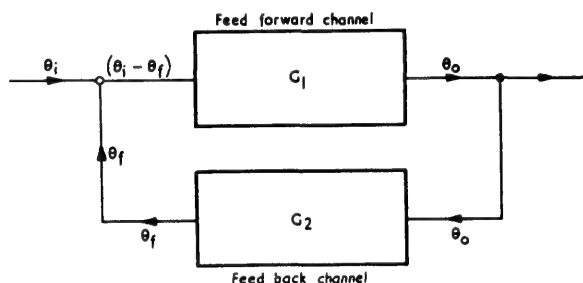 Feed forward channel
θi
(θi - θf)
G1
θo
θf
G2
θf
θo
Feed back channel